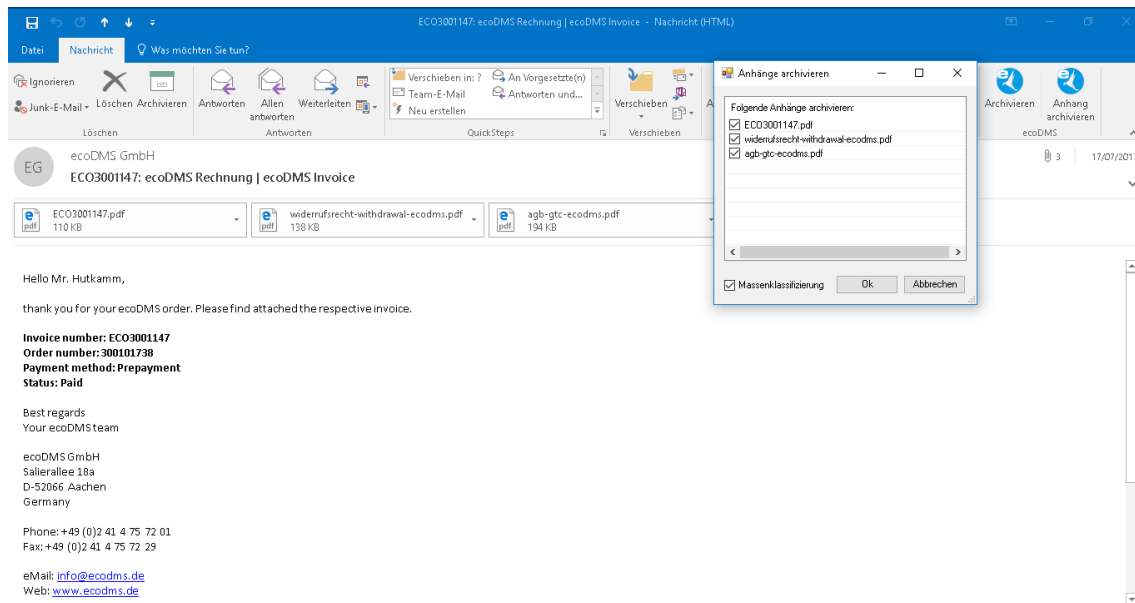 ECO3001147: ecoDMS Rechnung | ecoDMS Invoice - Nachricht (HTML)
Datei Nachricht Was möchten Sie tun?
Ignorieren
Junk-E-Mail
Löschen Archivieren
Löschen
Antworten Allen antworten Weiterleiten
Antworten
Verschieben in: ? An Vorgesetzte(n)
Team-E-Mail Antworten und...
Neu erstellen
QuickSteps
Verschieben
Verschieben
A
Archivieren Anhang archivieren
ecoDMS
Anhänge archivieren
Folgende Anhänge archivieren:
ECO3001147.pdf
widerrufsrecht-withdrawal-ecodms.pdf
agb-gtc-ecodms.pdf
Massenklassifizierung Ok Abbrechen
EG
ecoDMS GmbH
ECO3001147: ecoDMS Rechnung | ecoDMS Invoice
3 17/07/2017
pdf ECO3001147.pdf
110 KB
pdf widerrufsrecht-withdrawal-ecodms.pdf
138 KB
pdf agb-gtc-ecodms.pdf
194 KB
Hello Mr. Hutkamm,
thank you for your ecoDMS order. Please find attached the respective invoice.
Invoice number: ECO3001147
Order number: 300101738
Payment method: Prepayment
Status: Paid
Best regards
Your ecoDMS team
ecoDMS GmbH
Salierallee 18a
D-52066 Aachen
Germany
Phone: +49 (0)2 41 4 75 72 01
Fax: +49 (0)2 41 4 75 72 29
eMail: info@ecodms.de
Web: www.ecodms.de